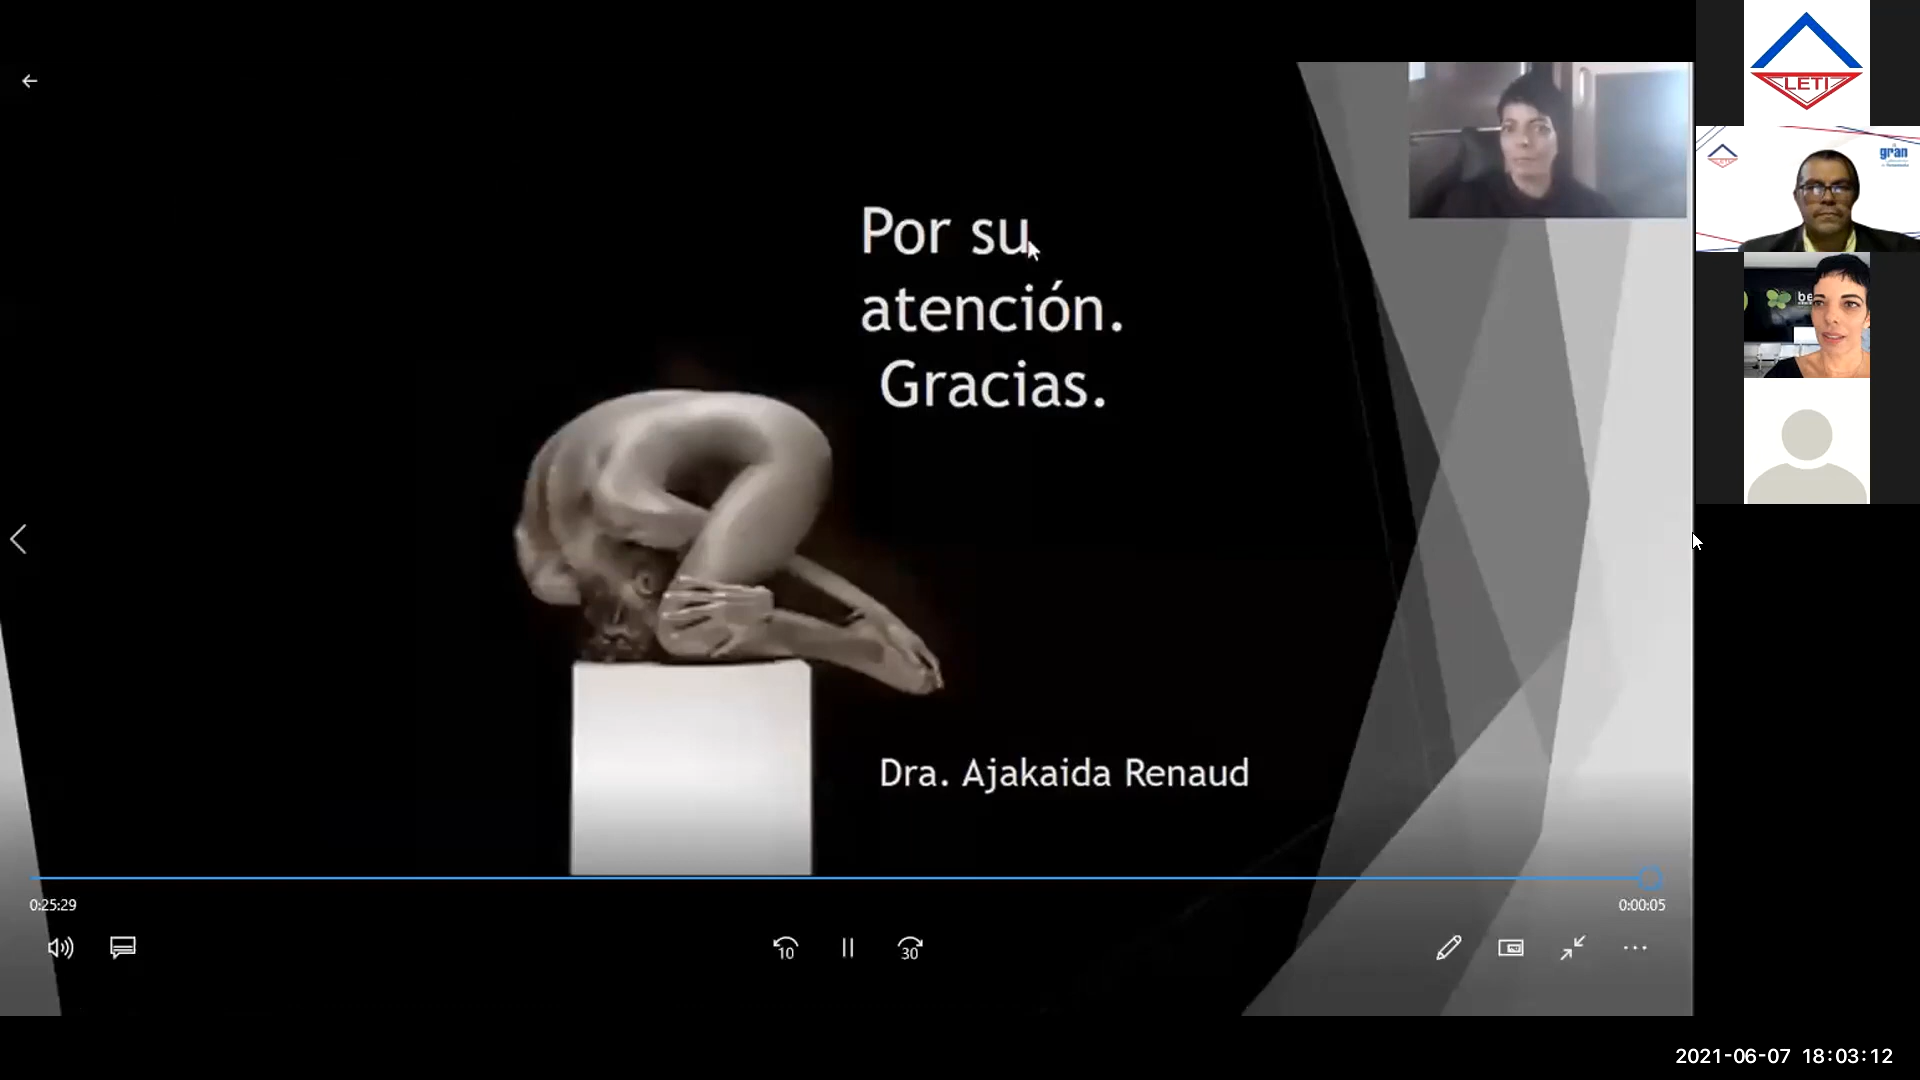 Por su
atención.
Gracias.
Dra. Ajakaida Renaud
0:25:29
0:00:05
10
30
LETI
gran
be
2021-06-07 18:03:12